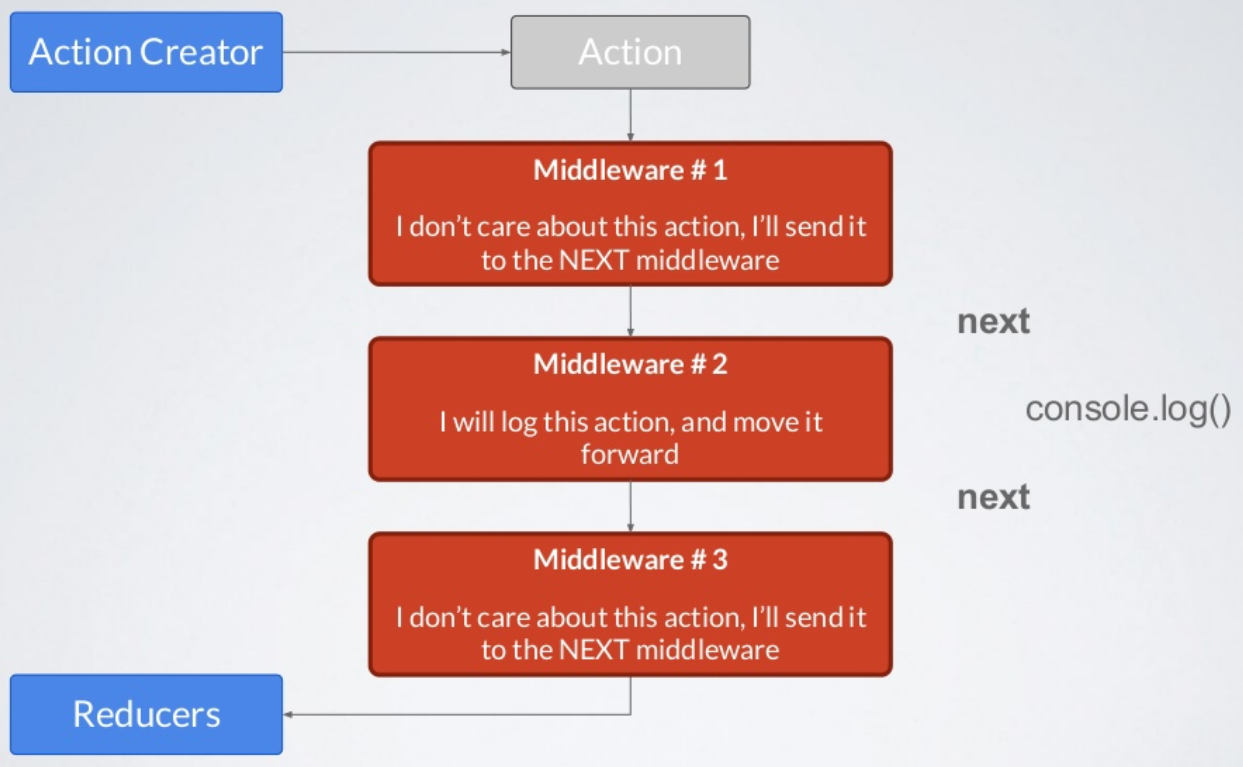 Action Creator
Action
Middleware # 1
I don’t care about this action, I’ll send it
to the NEXT middleware
next
Middleware # 2
I will log this action, and move it
forward
console.log()
next
Middleware # 3
I don’t care about this action, I’ll send it
to the NEXT middleware
Reducers